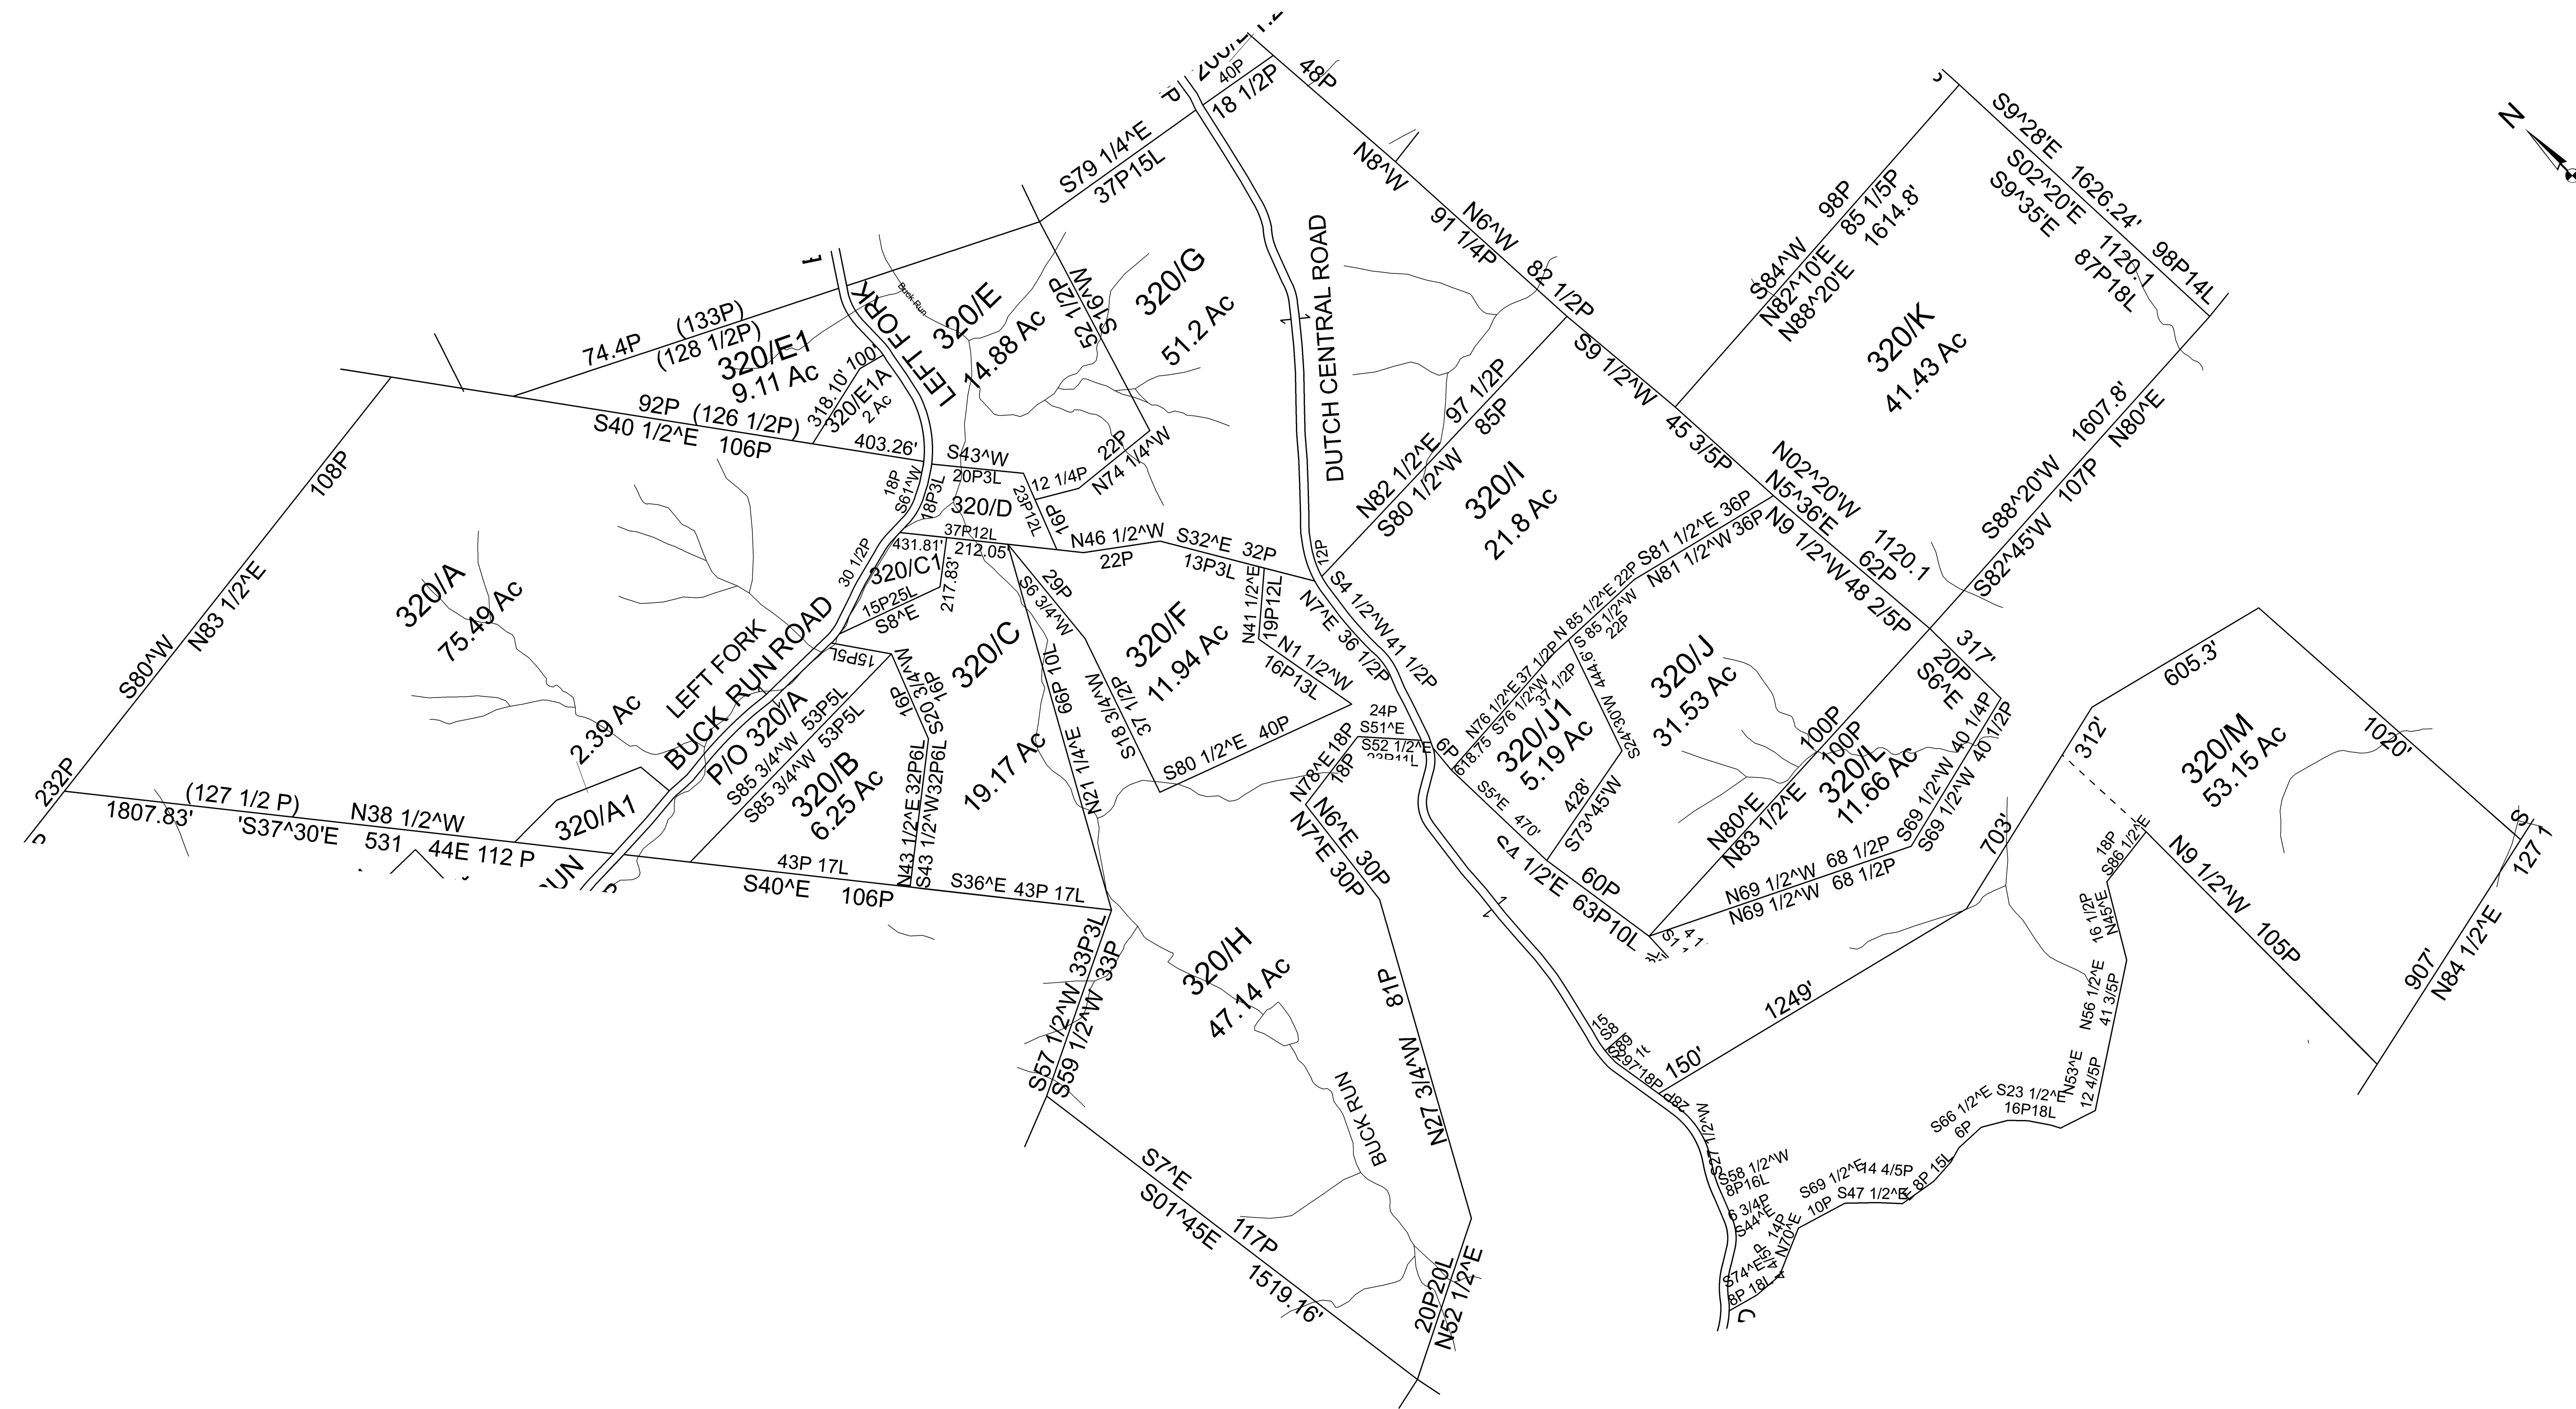 40P
18 1/2P
48P
S79 1/4^E
37P15L
N8^W
91 1/4P
N6^W
82 1/2P
S9 1/2^W
45 3/5P
98P
S84^W
N82^10'E 85 1/5P
N88^20'E 1614.8'
S9^28'E 1626.24'
S02^20'E 1120.1
S9^35'E 87P18L
98P14L
N
320/K
41.43 Ac
1607.8'
N80^E
S88^20'W
107P
S82^45'W
N02^20'W 1120.1
N5^36'E 62P
N9 1/2^W 48 2/5P
74.4P (133P)
(128 1/2P)
320/E1
9.11 Ac
318.10' 100'
320/E1A
2 Ac
LEFT FORK
Buck Run
320/E
14.88 Ac
52 1/2P
S16^W
320/G
51.2 Ac
DUTCH CENTRAL ROAD
92P (126 1/2P)
S40 1/2^E 106P
403.26'
S43^W
20P3L
18P
S61^W
18P3L
320/D
23P12L
16P
12 1/4P
22P
N74 1/4^W
N82 1/2^E 97 1/2P
S80 1/2^W 85P
320/I
21.8 Ac
108P
S80^W
N83 1/2^E
320/A
75.49 Ac
30 1/2P
37P12L
431.81'
212.05'
320/C1
217.83'
15P25L
S8^E
N46 1/2^W
22P
S32^E 32P
13P3L
12P
29P
S6 3/4^W
320/F
11.94 Ac
N41 1/2^E
19P12L
N1 1/2^W
16P13L
S4 1/2^W 41 1/2P
N7^E 36 1/2P
S81 1/2^E 36P
N81 1/2^W 36P
N 85 1/2^E 22P
S 85 1/2^W
22P
N76 1/2^E 37 1/2P
S76 1/2^W
37 1/2P
618.75
320/J1
5.19 Ac
S24^30'W 444.6'
428'
S73^45'W
320/J
31.53 Ac
S5^E 470'
6P
LEFT FORK
BUCK RUN ROAD
15P5L
P/O 320/A
S85 3/4^W 53P5L
S85 3/4^W 53P5L
320/B
6.25 Ac
16P
S20 3/4^W
16P
N43 1/2^E 32P6L
S43 1/2^W 32P6L
320/C
19.17 Ac
N21 1/4^E 66P 10L
S18 3/4^W
37 1/2P
S80 1/2^E 40P
24P
S51^E
S52 1/2^E
N78^E 18P
18P
N6^E 30P
N7^E 30P
2.39 Ac
320/A1
232P
(127 1/2 P)
1807.83'
'S37^30'E
N38 1/2^W
531
44E 112 P
43P 17L
S40^E 106P
S36^E 43P 17L
S57 1/2^W 33P3L
S59 1/2^W 33P
320/H
47.14 Ac
81P
N27 3/4^W
BUCK RUN
S7^E
117P
S01^45E
1519.16'
20P20L
N52 1/2^E
S4 1/2'E
60P
63P10L
100P
100P
N80^E
N83 1/2^E
320/L
11.66 Ac
317'
20P
S6^E
S69 1/2^W 40 1/4P
S69 1/2^W 40 1/2P
N69 1/2^W 68 1/2P
N69 1/2^W 68 1/2P
703'
312'
605.3'
1020'
320/M
53.15 Ac
1249'
150'
297'18P
28P
S27 1/2^W
S58 1/2^W
8P16L
6 3/4P
S44^E
14P
N70^E
S74^E
8P 18L
10P
S69 1/2^E 14 4/5P
S47 1/2^E
8P 15L
S66 1/2^E
6P
S23 1/2^E
16P18L
N53^E
12 4/5P
N56 1/2^E
41 3/5P
N45^E
16 1/2P
18P
S86 1/2^E
N9 1/2^W 105P
907'
N84 1/2^E
127 1